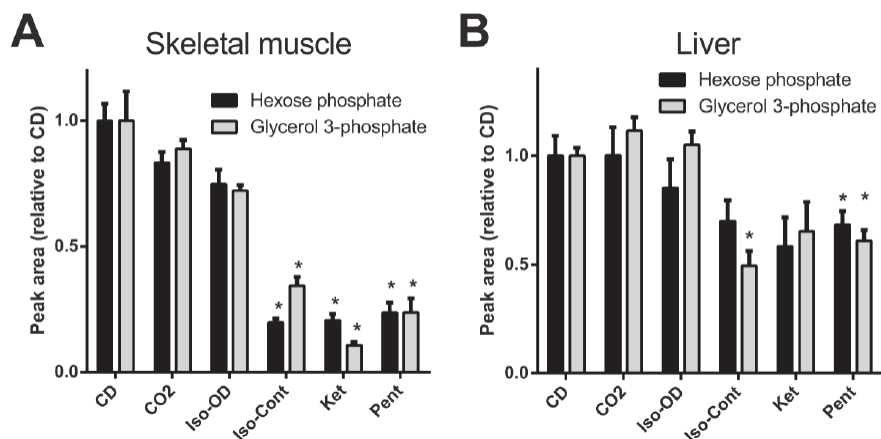 A
Skeletal muscle
Peak area (relative to CD)
1.0
0.5
0.0
Hexose phosphate
Glycerol 3-phosphate
*
*
*
*
*
*
CD
CO2
Iso-OD
Iso-Cont
Ket
Pent
B
Liver
Peak area (relative to CD)
1.0
0.5
0.0
Hexose phosphate
Glycerol 3-phosphate
*
*
*
CD
CO2
Iso-OD
Iso-Cont
Ket
Pent